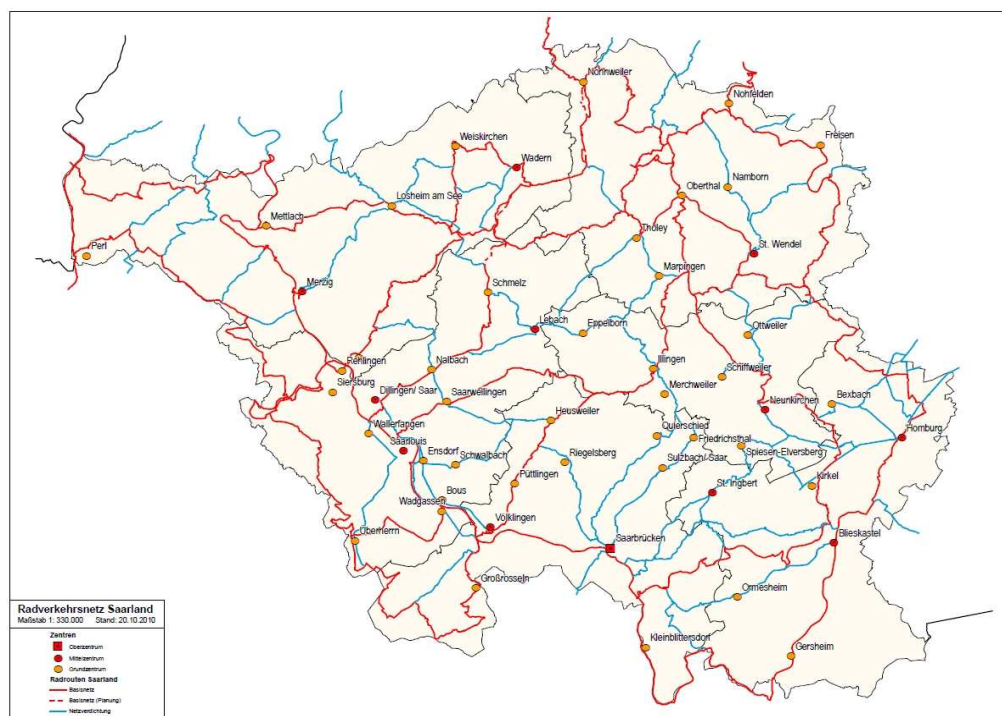 Nonnweiler
Nohfelden
Weiskirchen
Freisen
Wadern
Namborn
Oberthal
Losheim am See
Mettlach
Tholey
St. Wendel
Perl
Marpingen
Merzig
Schmelz
Lebach
Eppelborn
Ottweiler
Rehlingen
Nalbach
Illingen
Schiffweiler
Siersburg
Dillingen/ Saar
Saarwellingen
Merchweiler
Neunkirchen
Bexbach
Heusweiler
Wallerfangen
Quierschied
Friedrichsthal
Homburg
Saarlouis
Ensdorf
Schwalbach
Riegelsberg
Sulzbach/ Saar
Spiesen-Elversberg
Püttlingen
St. Ingbert
Kirkel
Bous
Wadgassen
Völklingen
Überherrn
Saarbrücken
Blieskastel
Großrosseln
Ormesheim
Kleinblittersdorf
Gersheim
Radverkehrsnetz Saarland
Maßstab 1: 330.000 Stand: 20.10.2010
Zentren
Oberzentrum
Mittelzentrum
Grundzentrum
Radrouten Saarland
Basisnetz
Basisnetz (Planung)
Netzverdichtung